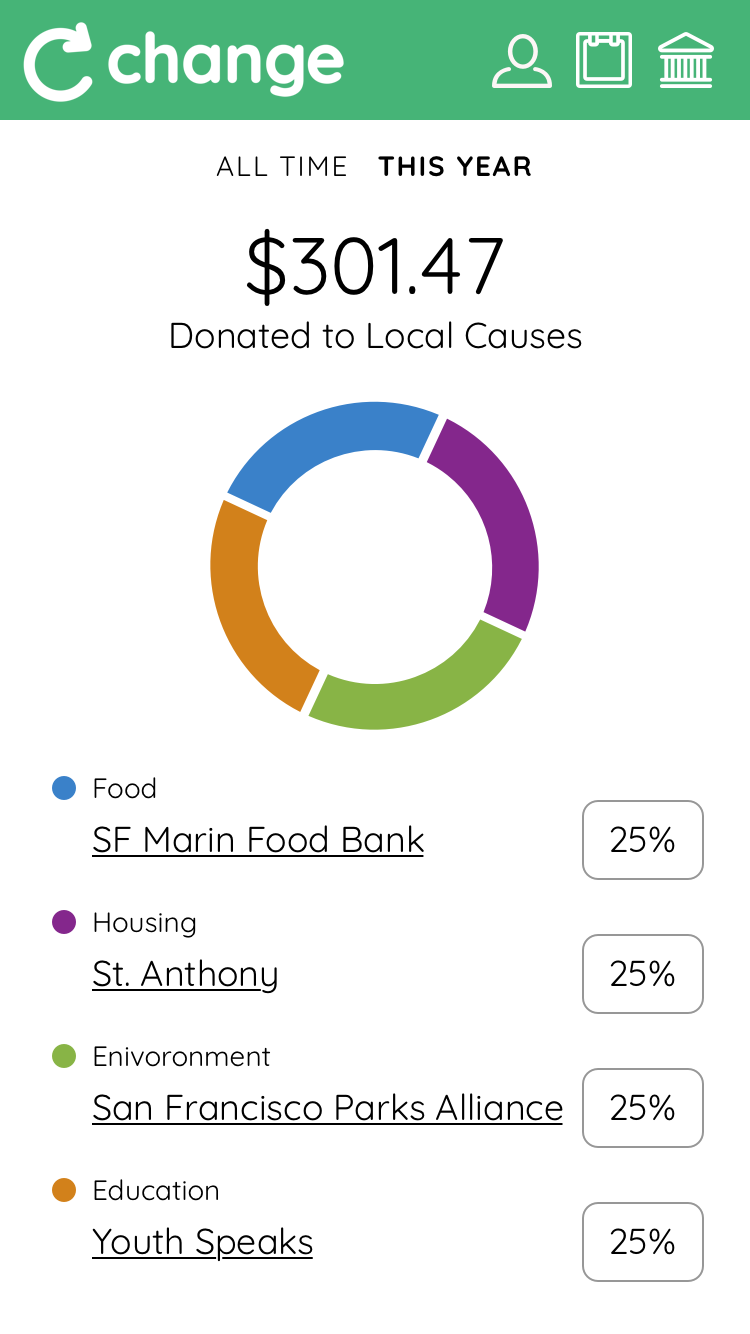 change
ALL TIME THIS YEAR
$301.47
Donated to Local Causes
Food
SF Marin Food Bank 25%
Housing
St. Anthony 25%
Enivoronment
San Francisco Parks Alliance 25%
Education
Youth Speaks 25%